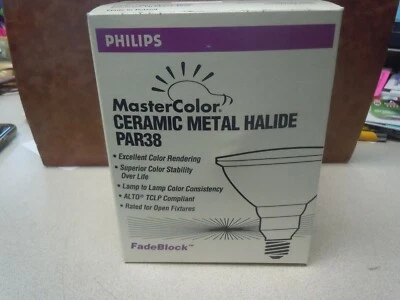 PHILIPS
MasterColor®
CERAMIC METAL HALIDE
PAR38
• Excellent Color Rendering
• Superior Color Stability
Over Life
• Lamp to Lamp Color Consistency
• ALTO® TCLP Compliant
• Rated for Open Fixtures
FadeBlock™